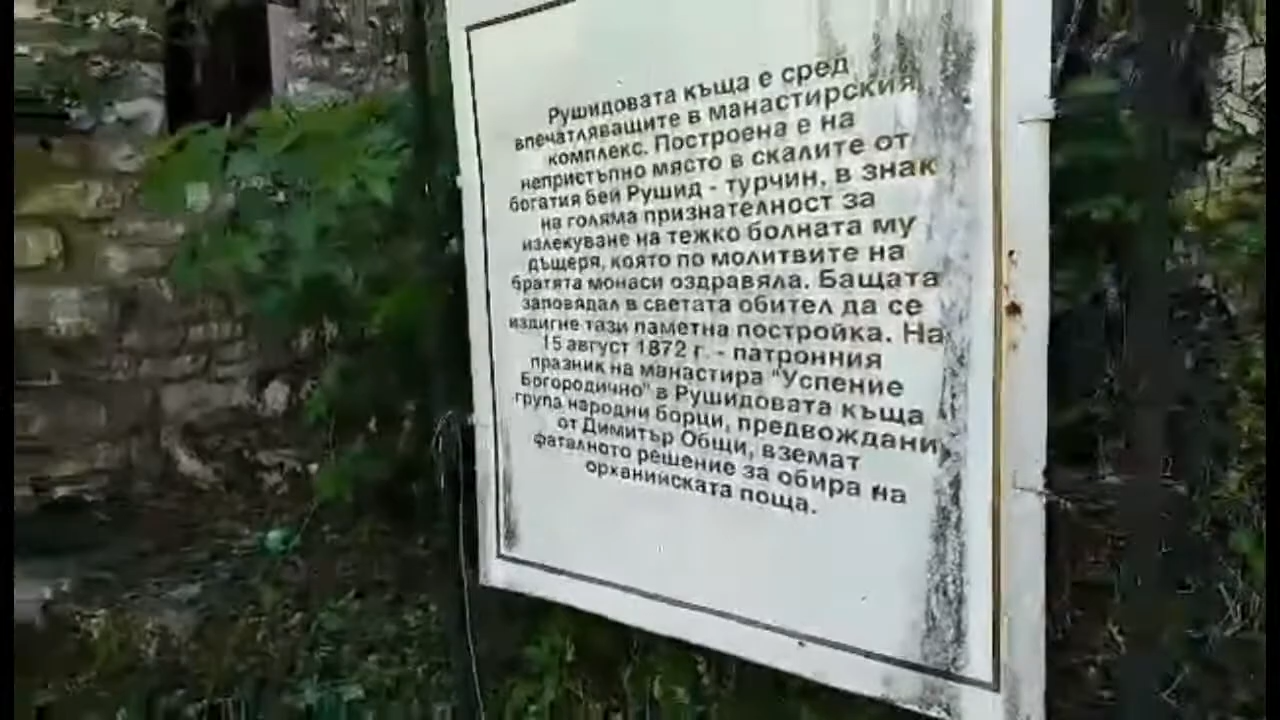 Рушидовата къща е сред
впечатляващите в манастирския
комплекс. Построена е на
непристъпно място в скалите от
богатия бей Рушид - турчин, в знак
на голяма признателност за
излекуване на тежко болната му
дъщеря, която по молитвите на
братята монаси оздравяла. Бащата
заповядал в светата обител да се
издигне тази паметна постройка. На
15 август 1872 г. - патронния
празник на манастира "Успение
Богородично" в Рушидовата къща
група народни борци, предвождани
от Димитър Общи, вземат
фаталното решение за обира на
орханийската поща.